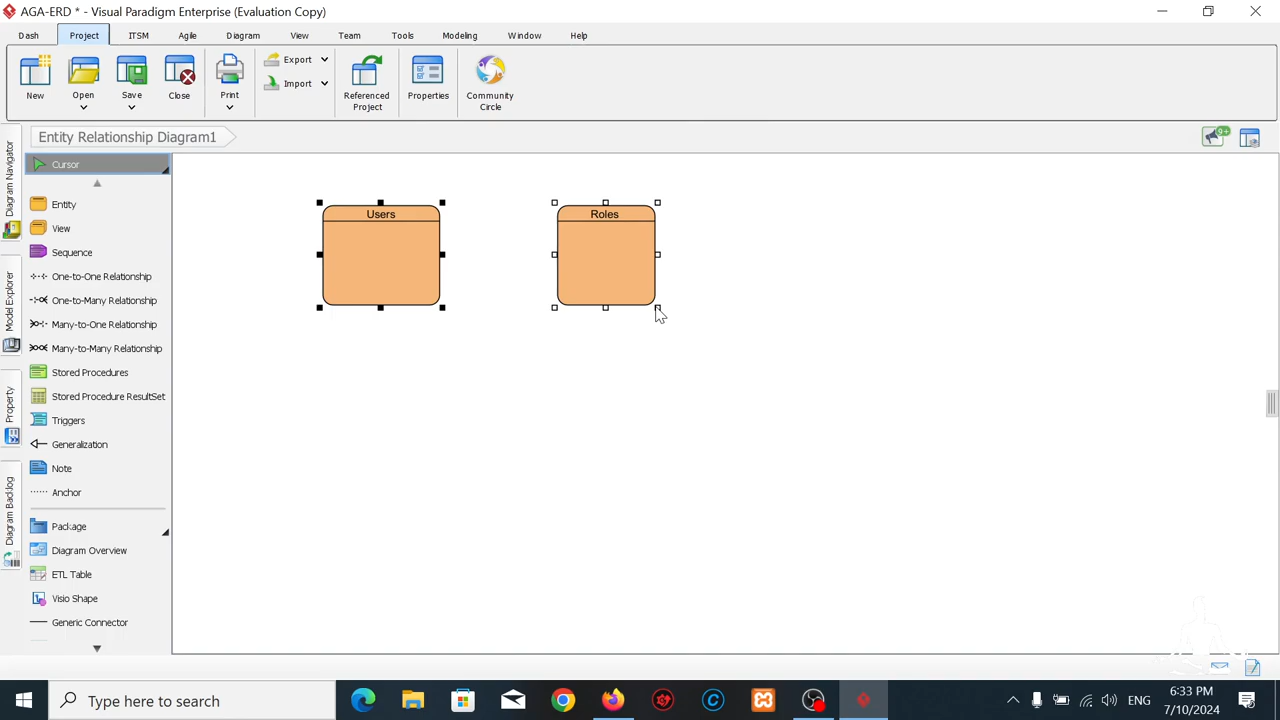 AGA-ERD * - Visual Paradigm Enterprise (Evaluation Copy)
Dash Project ITSM Agile Diagram View Team Tools Modeling Window Help
New
Open
Save
Close
Print
Export
Import
Referenced
Project
Properties
Community
Circle
Entity Relationship Diagram1
9+
Diagram Navigator
Model Explorer
Property
Diagram Backlog
Cursor
Entity
View
Sequence
One-to-One Relationship
One-to-Many Relationship
Many-to-One Relationship
Many-to-Many Relationship
Stored Procedures
Stored Procedure ResultSet
Triggers
Generalization
Note
Anchor
Package
Diagram Overview
ETL Table
Visio Shape
Generic Connector
Users
Roles
Type here to search
ENG
6:33 PM
7/10/2024